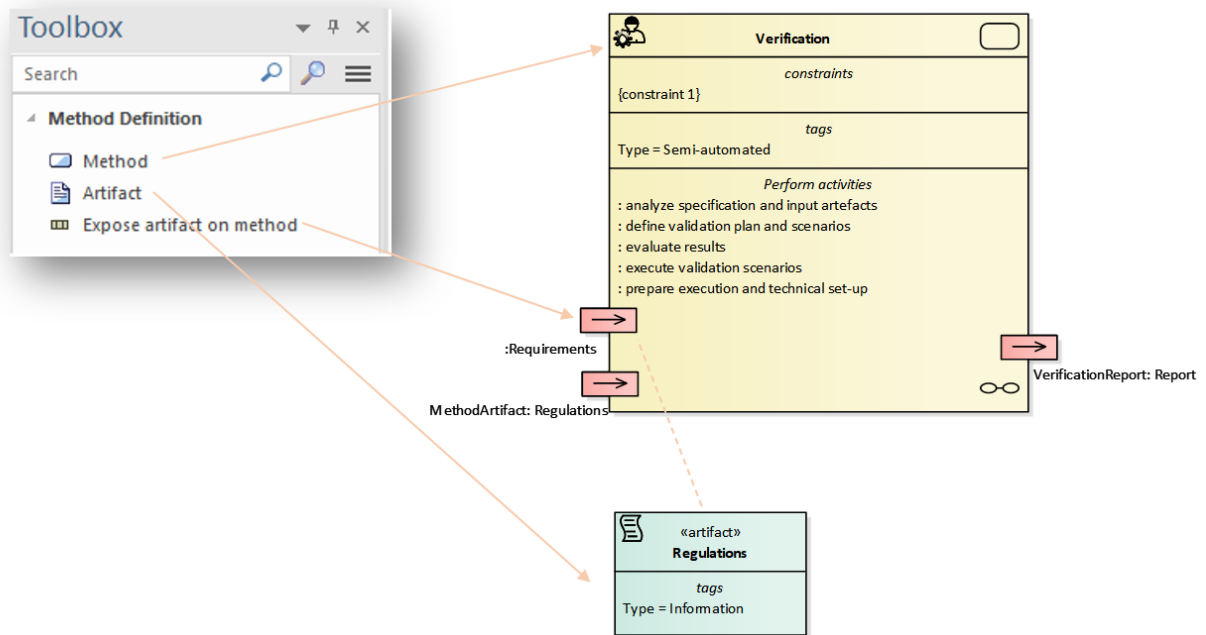 Toolbox
Search
Method Definition
Method
Artifact
Expose artifact on method
Verification
constraints
{constraint 1}
tags
Type = Semi-automated
Perform activities
: analyze specification and input artefacts
: define validation plan and scenarios
: evaluate results
: execute validation scenarios
: prepare execution and technical set-up
:Requirements
MethodArtifact: Regulations
VerificationReport: Report
«artifact»
Regulations
tags
Type = Information